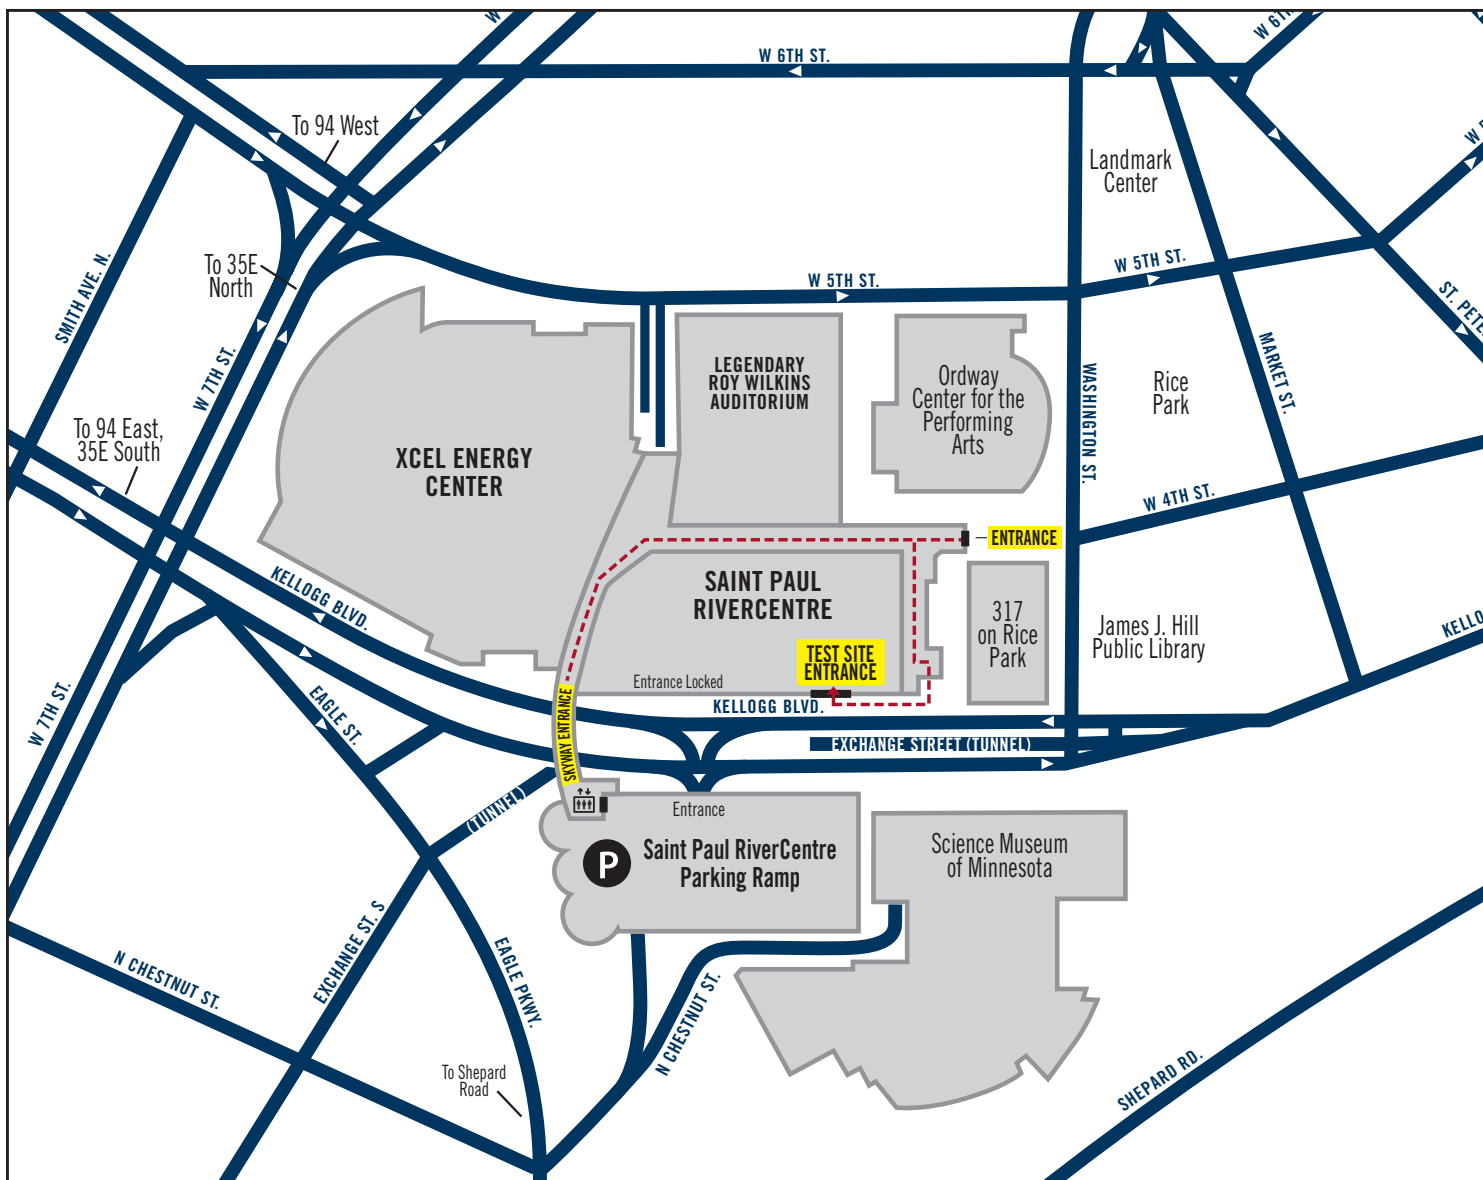 W
W 6TH ST.
W 6TH
To 94 West
Landmark
Center
W 5
SMITH AVE. N.
To 35E
North
W 5TH ST.
W 5TH ST.
ST. PETE
W 7TH ST.
LEGENDARY
ROY WILKINS
AUDITORIUM
Ordway
Center for the
Performing
Arts
WASHINGTON ST.
Rice
Park
MARKET ST.
To 94 East,
35E South
XCEL ENERGY
CENTER
W 4TH ST.
ENTRANCE
KELLOGG BLVD.
SAINT PAUL
RIVERCENTRE
317
on Rice
Park
James J. Hill
Public Library
KELLO
TEST SITE
ENTRANCE
Entrance Locked
KELLOGG BLVD.
W 7TH ST.
EAGLE ST.
SKYWAY ENTRANCE
EXCHANGE STREET (TUNNEL)
(TUNNEL)
Entrance
P
Saint Paul RiverCentre
Parking Ramp
Science Museum
of Minnesota
EXCHANGE ST. S
N CHESTNUT ST.
EAGLE PKWY.
N CHESTNUT ST.
To Shepard
Road
SHEPARD RD.